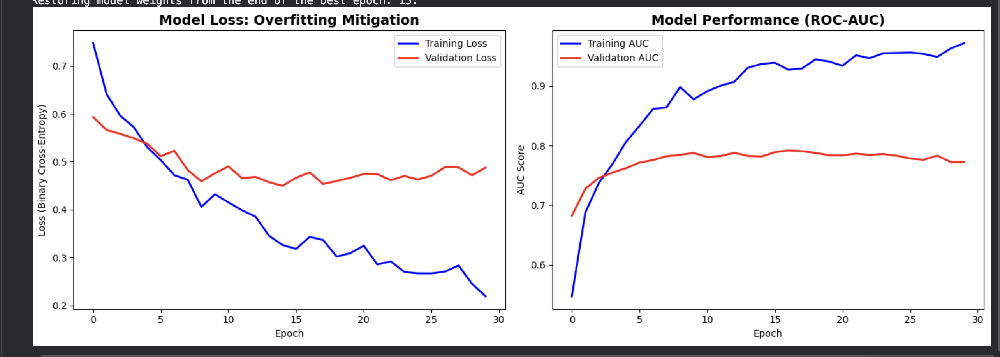 Restoring model weights from the end of the best epoch: 15.
Model Loss: Overfitting Mitigation
Training Loss
Validation Loss
Loss (Binary Cross-Entropy)
0.7
0.6
0.5
0.4
0.3
0.2
0
5
10
15
20
25
30
Epoch
Model Performance (ROC-AUC)
Training AUC
Validation AUC
AUC Score
0.9
0.8
0.7
0.6
0
5
10
15
20
25
30
Epoch